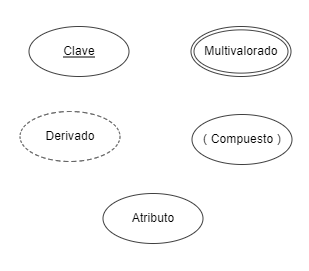 Clave
Multivalorado
Derivado
( Compuesto )
Atributo